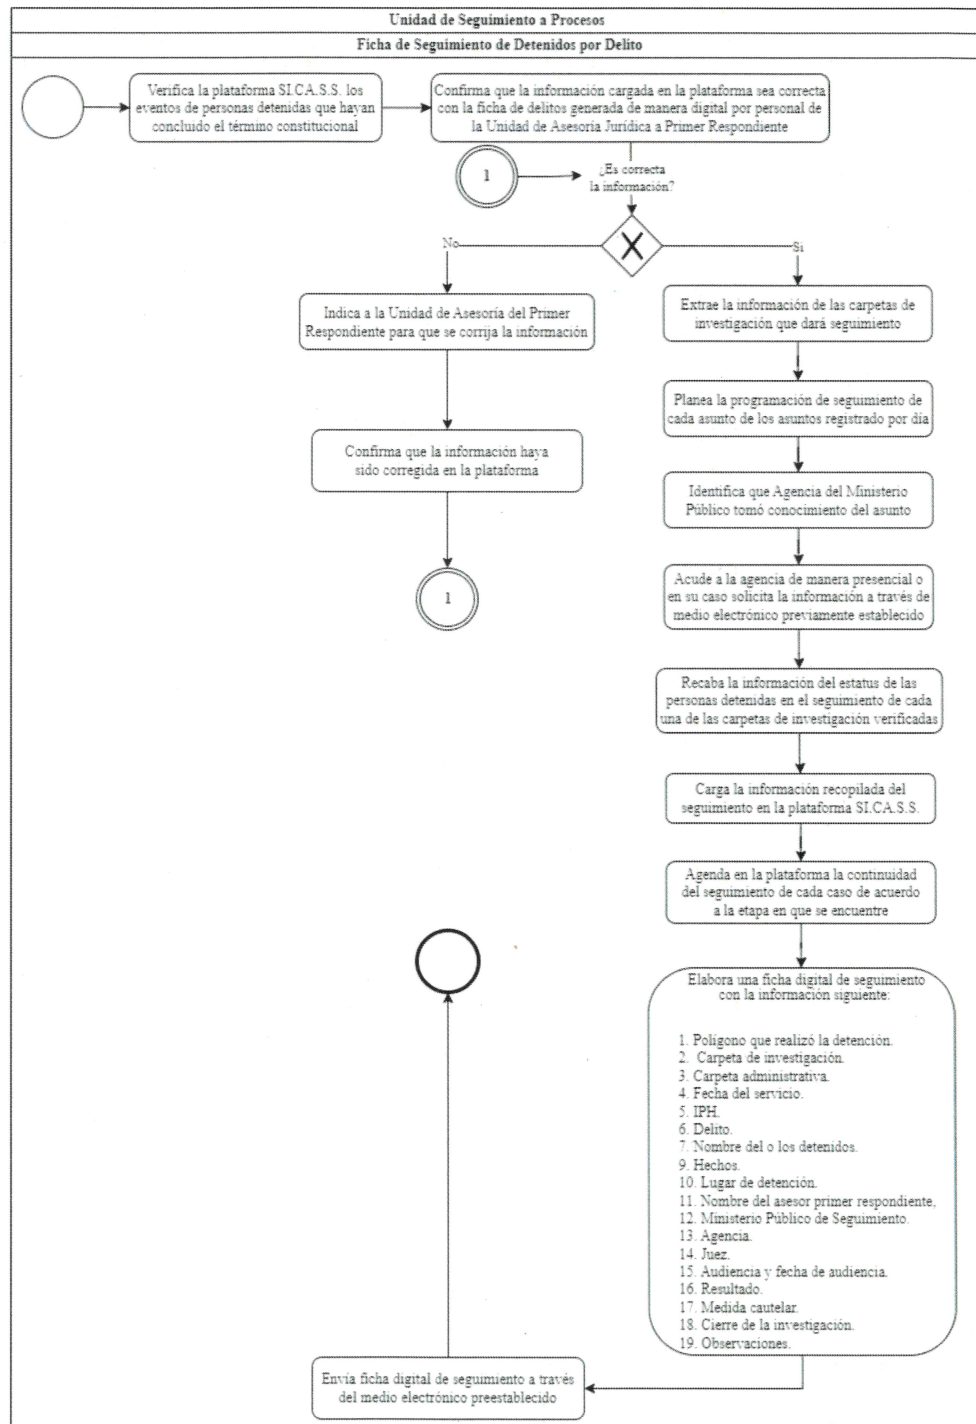 Unidad de Seguimiento a Procesos
Ficha de Seguimiento de Detenidos por Delito
Verifica la plataforma SI.CA.S.S. los
eventos de personas detenidas que hayan
concluido el término constitucional
Confirma que la información cargada en la plataforma sea correcta
con la ficha de delitos generada de manera digital por personal de
la Unidad de Asesoría Jurídica a Primer Respondiente
1
¿Es correcta
la información?
X
No
Si
Indica a la Unidad de Asesoría del Primer
Respondiente para que se corrija la información
Confirma que la información haya
sido corregida en la plataforma
1
Extrae la información de las carpetas de
investigación que dará seguimiento
Planea la programación de seguimiento de
cada asunto de los asuntos registrado por día
Identifica que Agencia del Ministerio
Público tomó conocimiento del asunto
Acude a la agencia de manera presencial o
en su caso solicita la información a través de
medio electrónico previamente establecido
Recaba la información del estatus de las
personas detenidas en el seguimiento de cada
una de las carpetas de investigación verificadas
Carga la información recopilada del
seguimiento en la plataforma SI.CA.S.S.
Agenda en la plataforma la continuidad
del seguimiento de cada caso de acuerdo
a la etapa en que se encuentre
Elabora una ficha digital de seguimiento
con la información siguiente:
1. Polígono que realizó la detención.
2. Carpeta de investigación.
3. Carpeta administrativa.
4. Fecha del servicio.
5. IPH.
6. Delito.
7. Nombre del o los detenidos.
9. Hechos.
10. Lugar de detención.
11. Nombre del asesor primer respondiente.
12. Ministerio Público de Seguimiento.
13. Agencia.
14. Juez.
15. Audiencia y fecha de audiencia.
16. Resultado.
17. Medida cautelar.
18. Cierre de la investigación.
19. Observaciones.
Envía ficha digital de seguimiento a través
del medio electrónico preestablecido